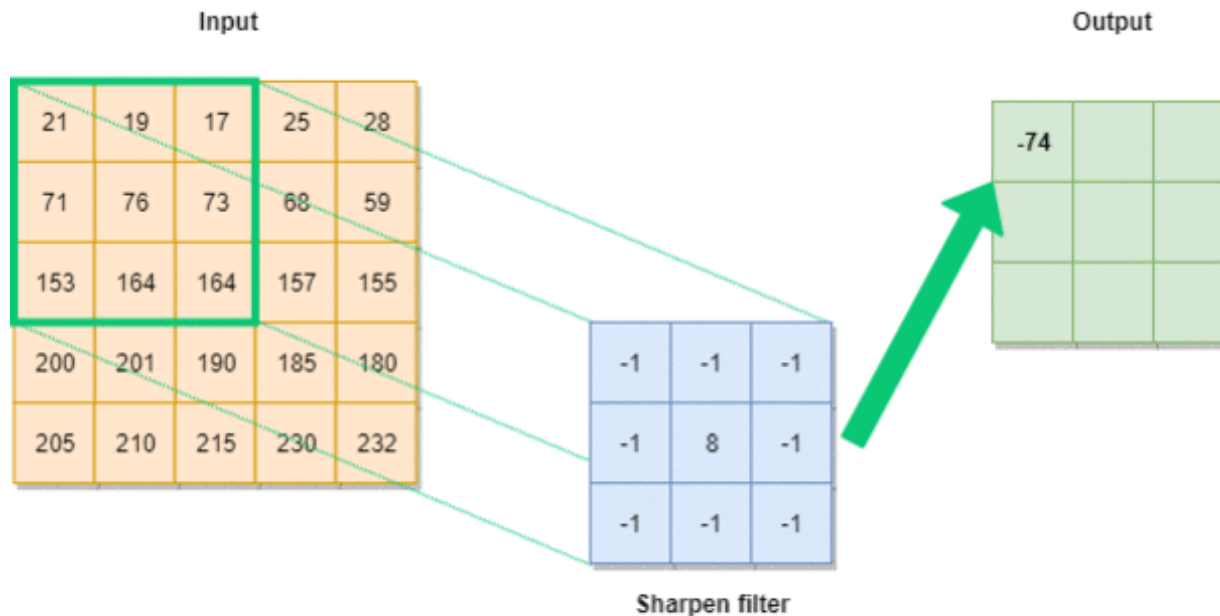 Input
Output
21 19 17 25 28
71 76 73 68 59
153 164 164 157 155
200 201 190 185 180
205 210 215 230 232
-74
-1 -1 -1
-1 8 -1
-1 -1 -1
Sharpen filter